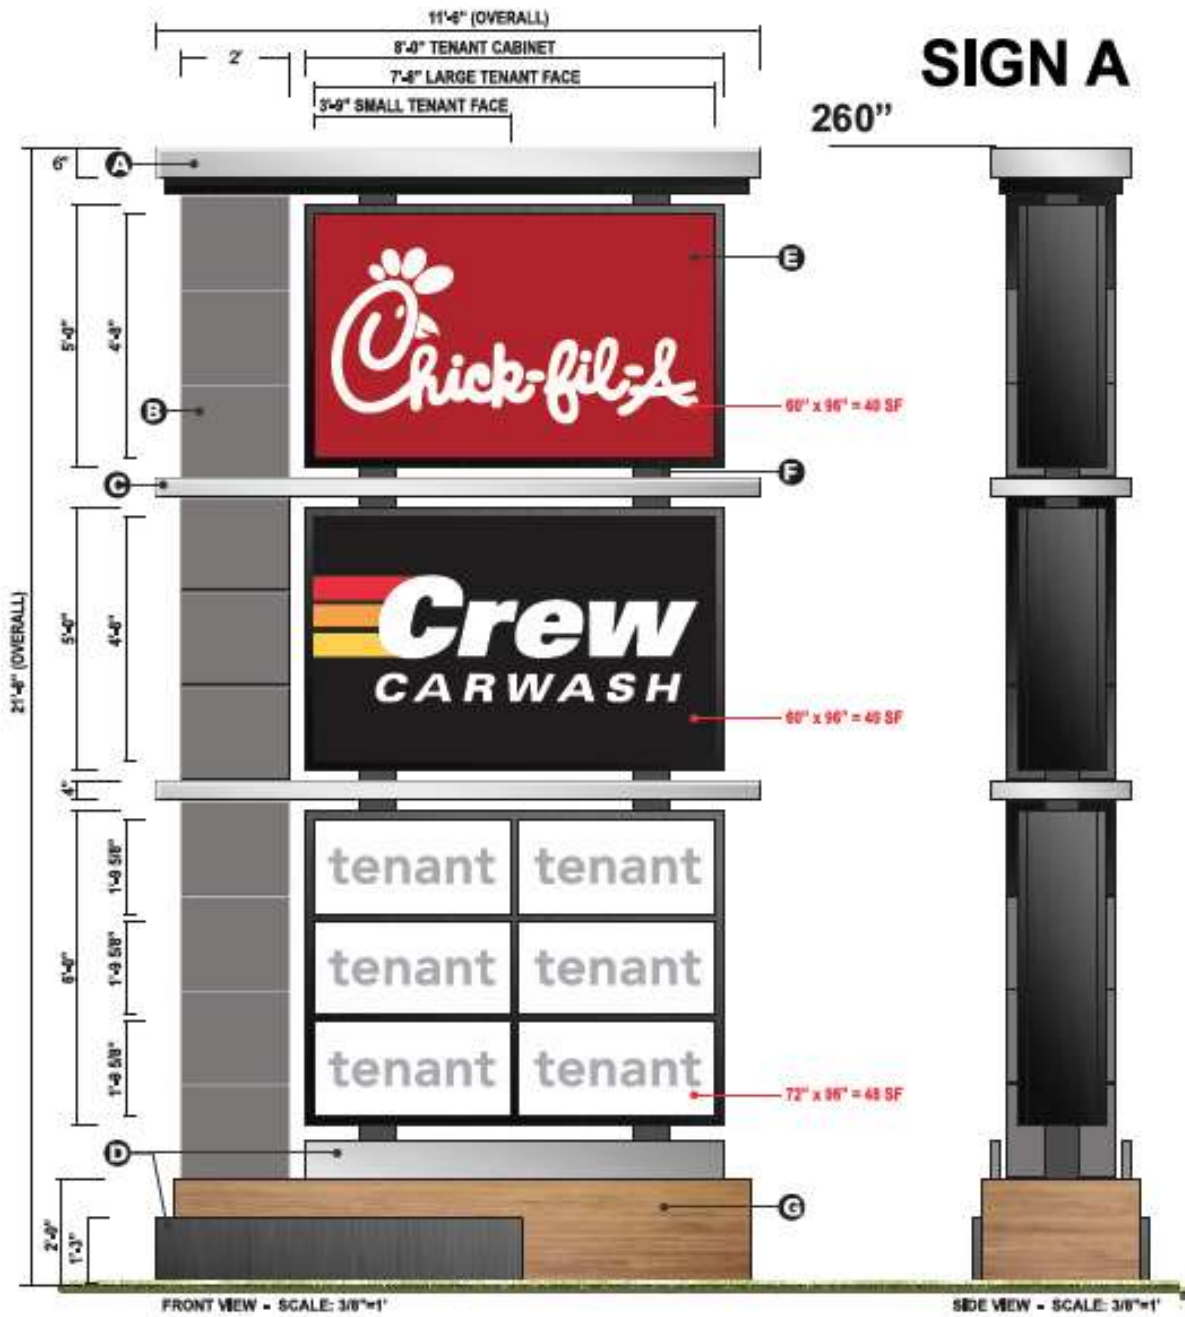 11'-6" (OVERALL)
2'
8'-0" TENANT CABINET
7'-8" LARGE TENANT FACE
3'-9" SMALL TENANT FACE
SIGN A
260"
6"
A
E
5'-0"
4'-8"
Chick-fil-A
B
60" x 96" = 40 SF
F
C
21'-8" (OVERALL)
5'-0"
4'-8"
Crew
CARWASH
60" x 96" = 40 SF
4"
6'-0"
1'-9 5/8"
tenant tenant
1'-9 5/8"
tenant tenant
1'-9 5/8"
tenant tenant
72" x 96" = 48 SF
D
G
2'-0"
1'-3"
FRONT VIEW - SCALE: 3/8"=1'
SIDE VIEW - SCALE: 3/8"=1'